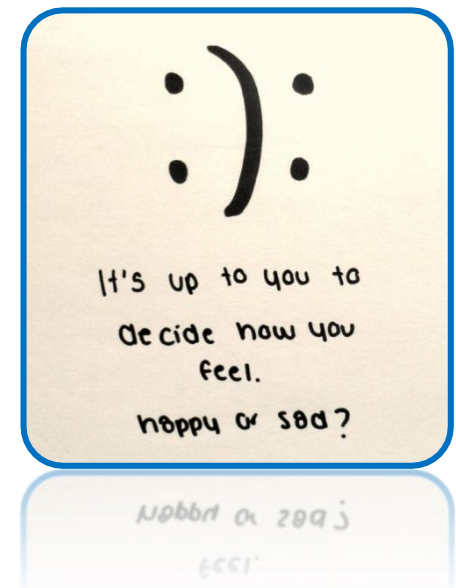 :):
It's up to you to
decide how you
feel.
happy or sad?